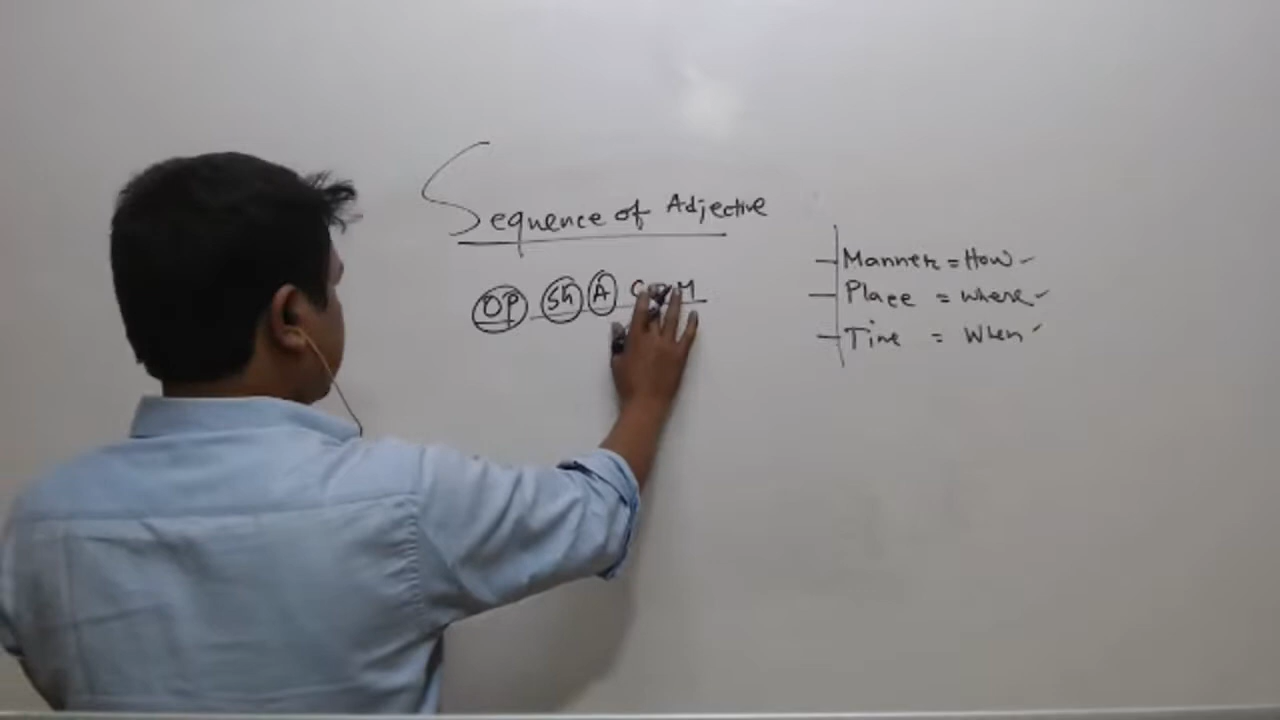 Sequence of Adjective
OP Sh A C M
Manner = How
Place = Where
Time = When